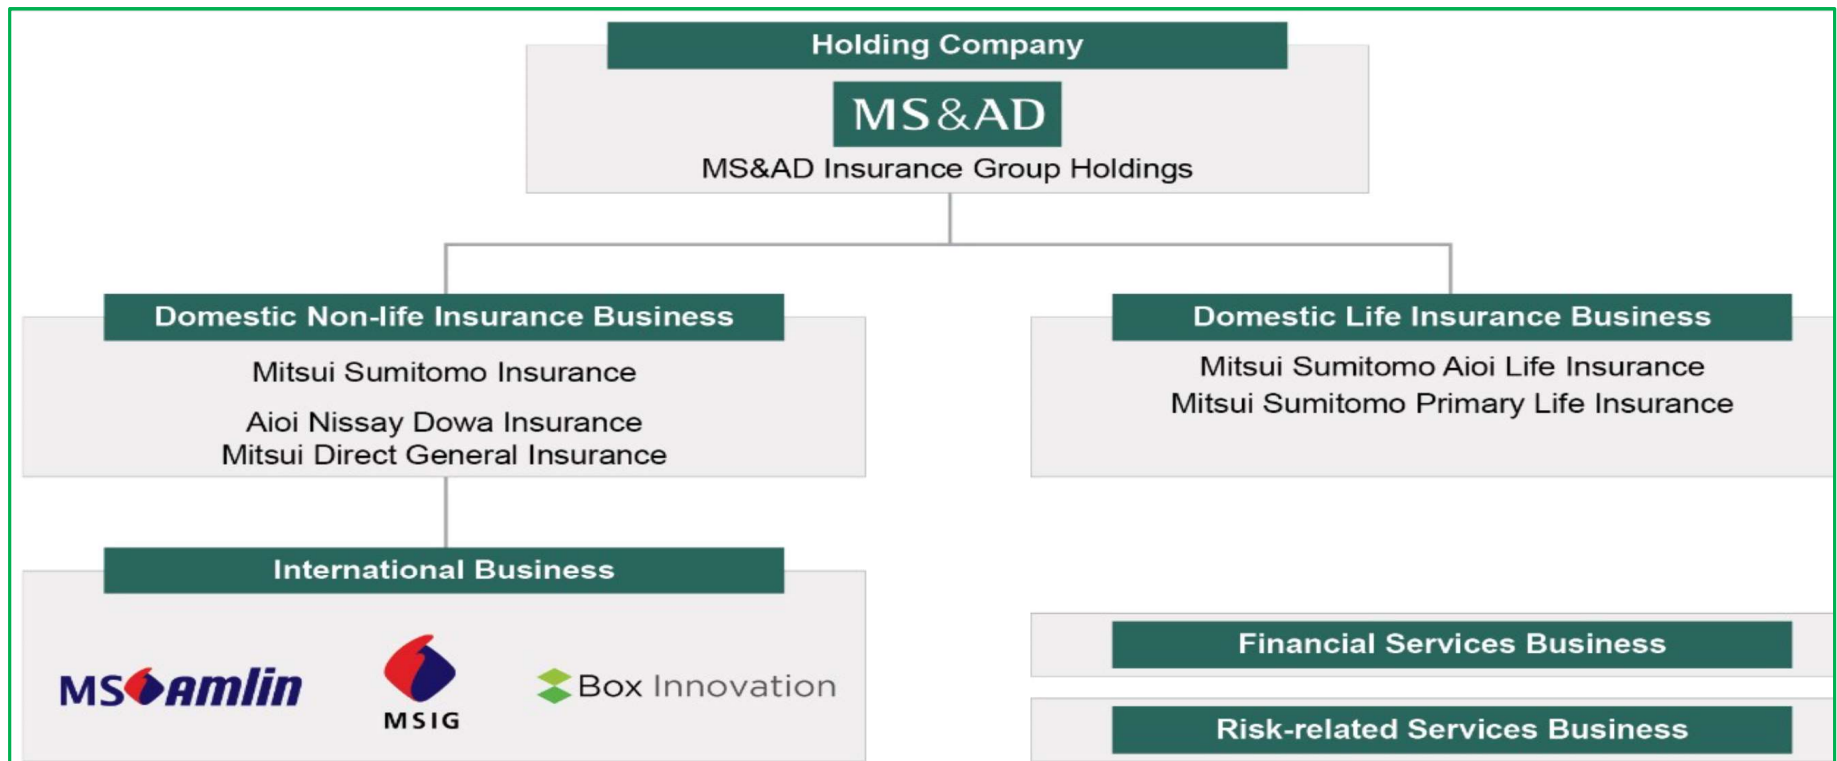 Holding Company
MS&AD
MS&AD Insurance Group Holdings
Domestic Non-life Insurance Business
Mitsui Sumitomo Insurance
Aioi Nissay Dowa Insurance
Mitsui Direct General Insurance
Domestic Life Insurance Business
Mitsui Sumitomo Aioi Life Insurance
Mitsui Sumitomo Primary Life Insurance
International Business
MS amlin
MSIG
Box Innovation
Financial Services Business
Risk-related Services Business